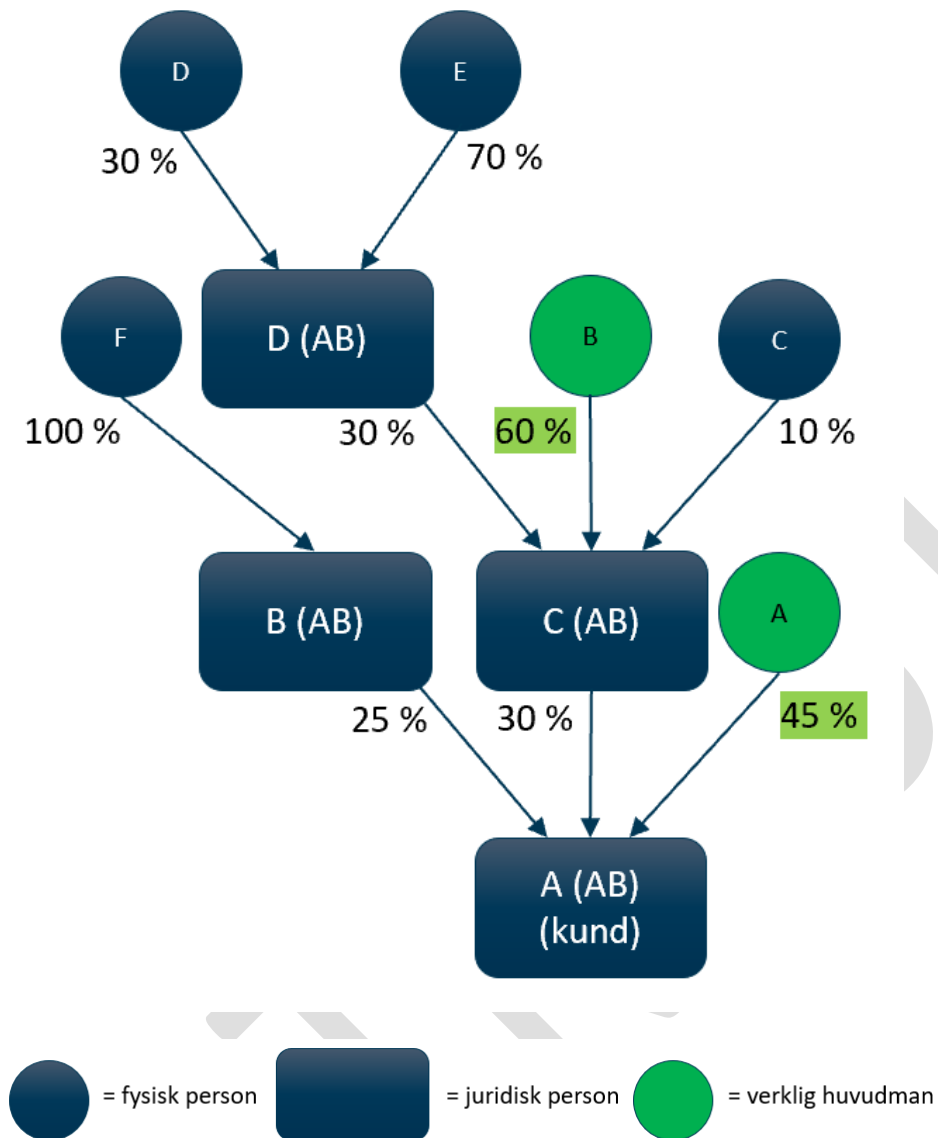 D
E
30 %
70 %
F
D (AB)
B
C
100 %
30 %
60 %
10 %
B (AB)
C (AB)
A
25 %
30 %
45 %
A (AB)
(kund)
= fysisk person
= juridisk person
= verklig huvudman